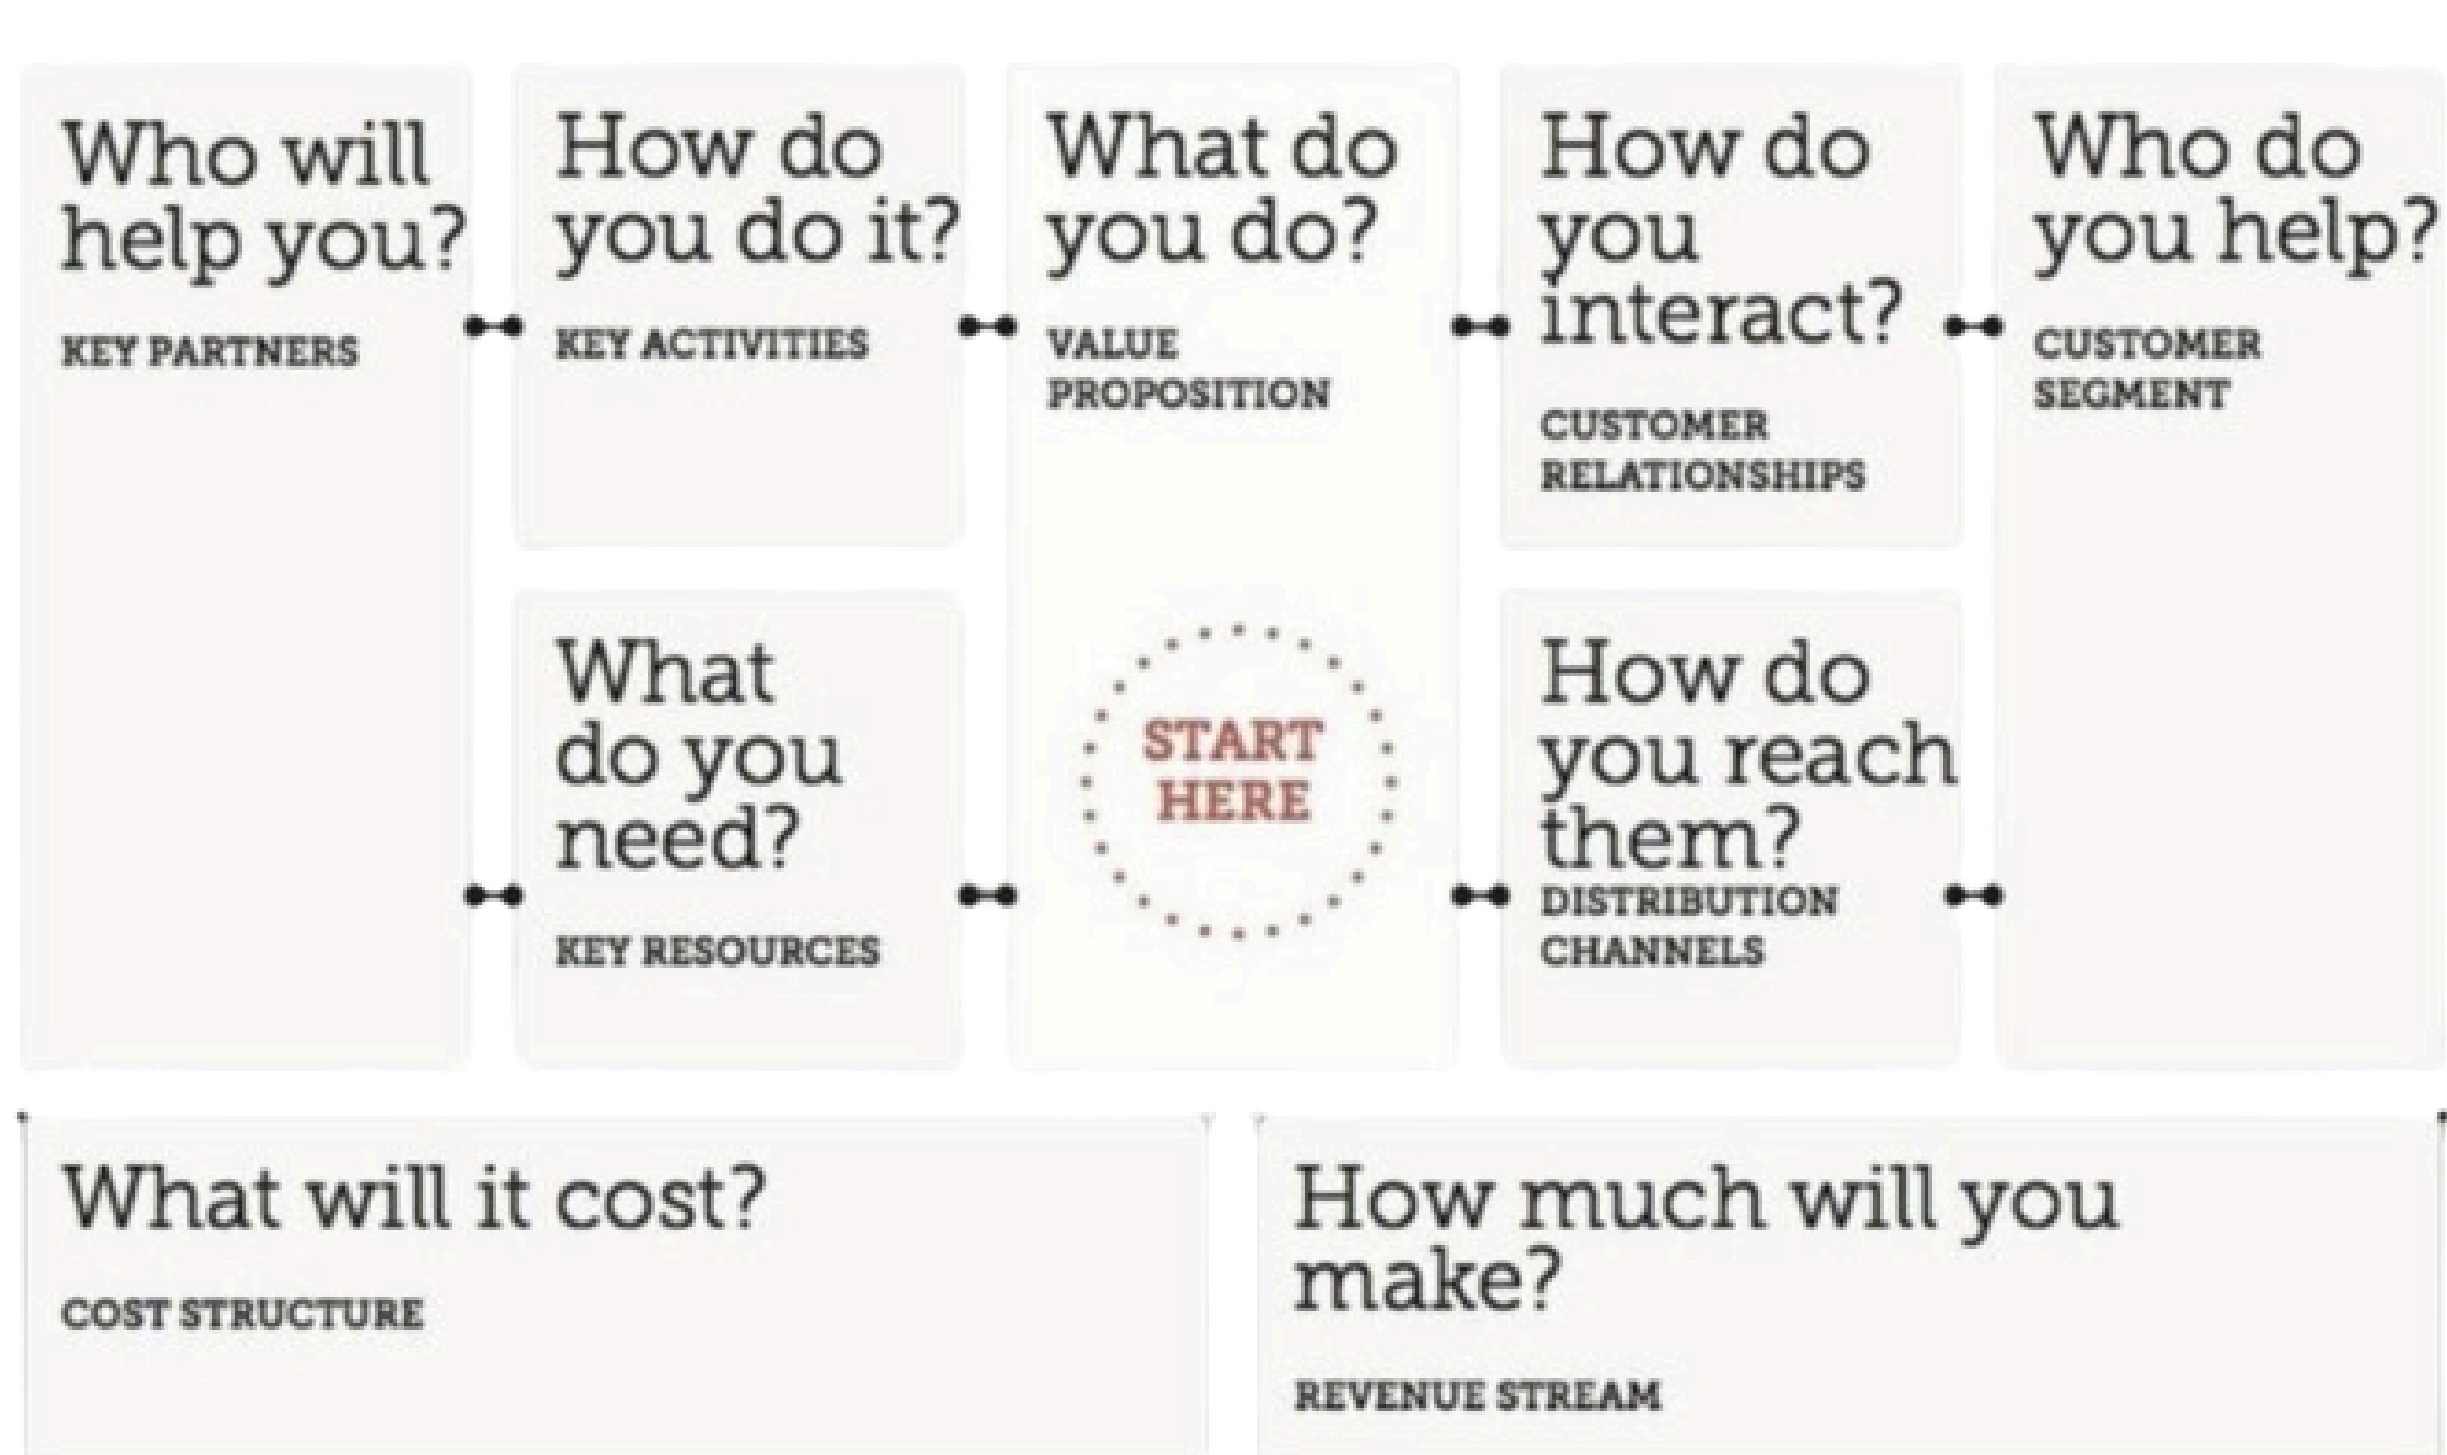 Who will
help you?
KEY PARTNERS
How do
you do it?
KEY ACTIVITIES
What
do you
need?
KEY RESOURCES
What do
you do?
VALUE
PROPOSITION
START
HERE
How do
you
interact?
CUSTOMER
RELATIONSHIPS
How do
you reach
them?
DISTRIBUTION
CHANNELS
Who do
you help?
CUSTOMER
SEGMENT
What will it cost?
COST STRUCTURE
How much will you
make?
REVENUE STREAM